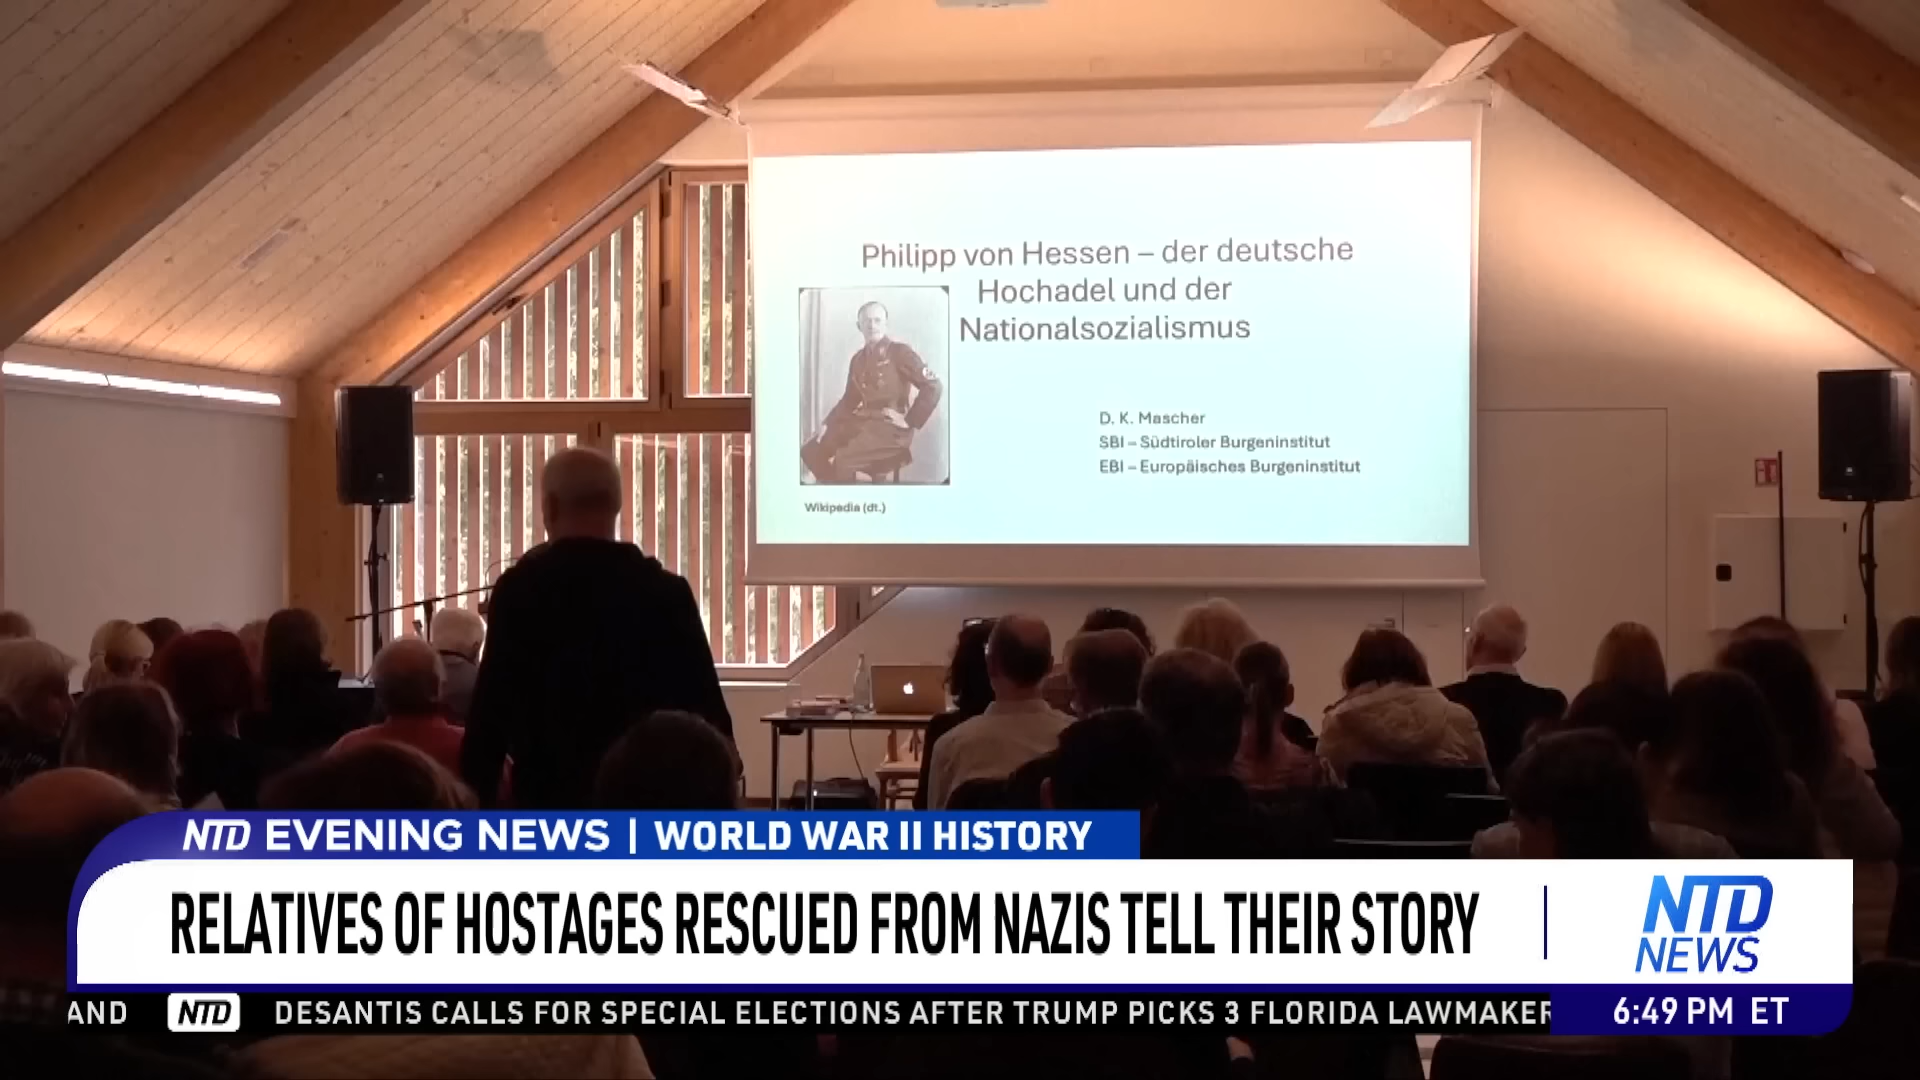 Philipp von Hessen – der deutsche
Hochadel und der
Nationalsozialismus
D. K. Mascher
SBI – Südtiroler Burgeninstitut
EBI – Europäisches Burgeninstitut
Wikipedia (dt.)
NTD EVENING NEWS | WORLD WAR II HISTORY
RELATIVES OF HOSTAGES RESCUED FROM NAZIS TELL THEIR STORY
NTD
NEWS
AND NTD DESANTIS CALLS FOR SPECIAL ELECTIONS AFTER TRUMP PICKS 3 FLORIDA LAWMAKER
6:49 PM ET